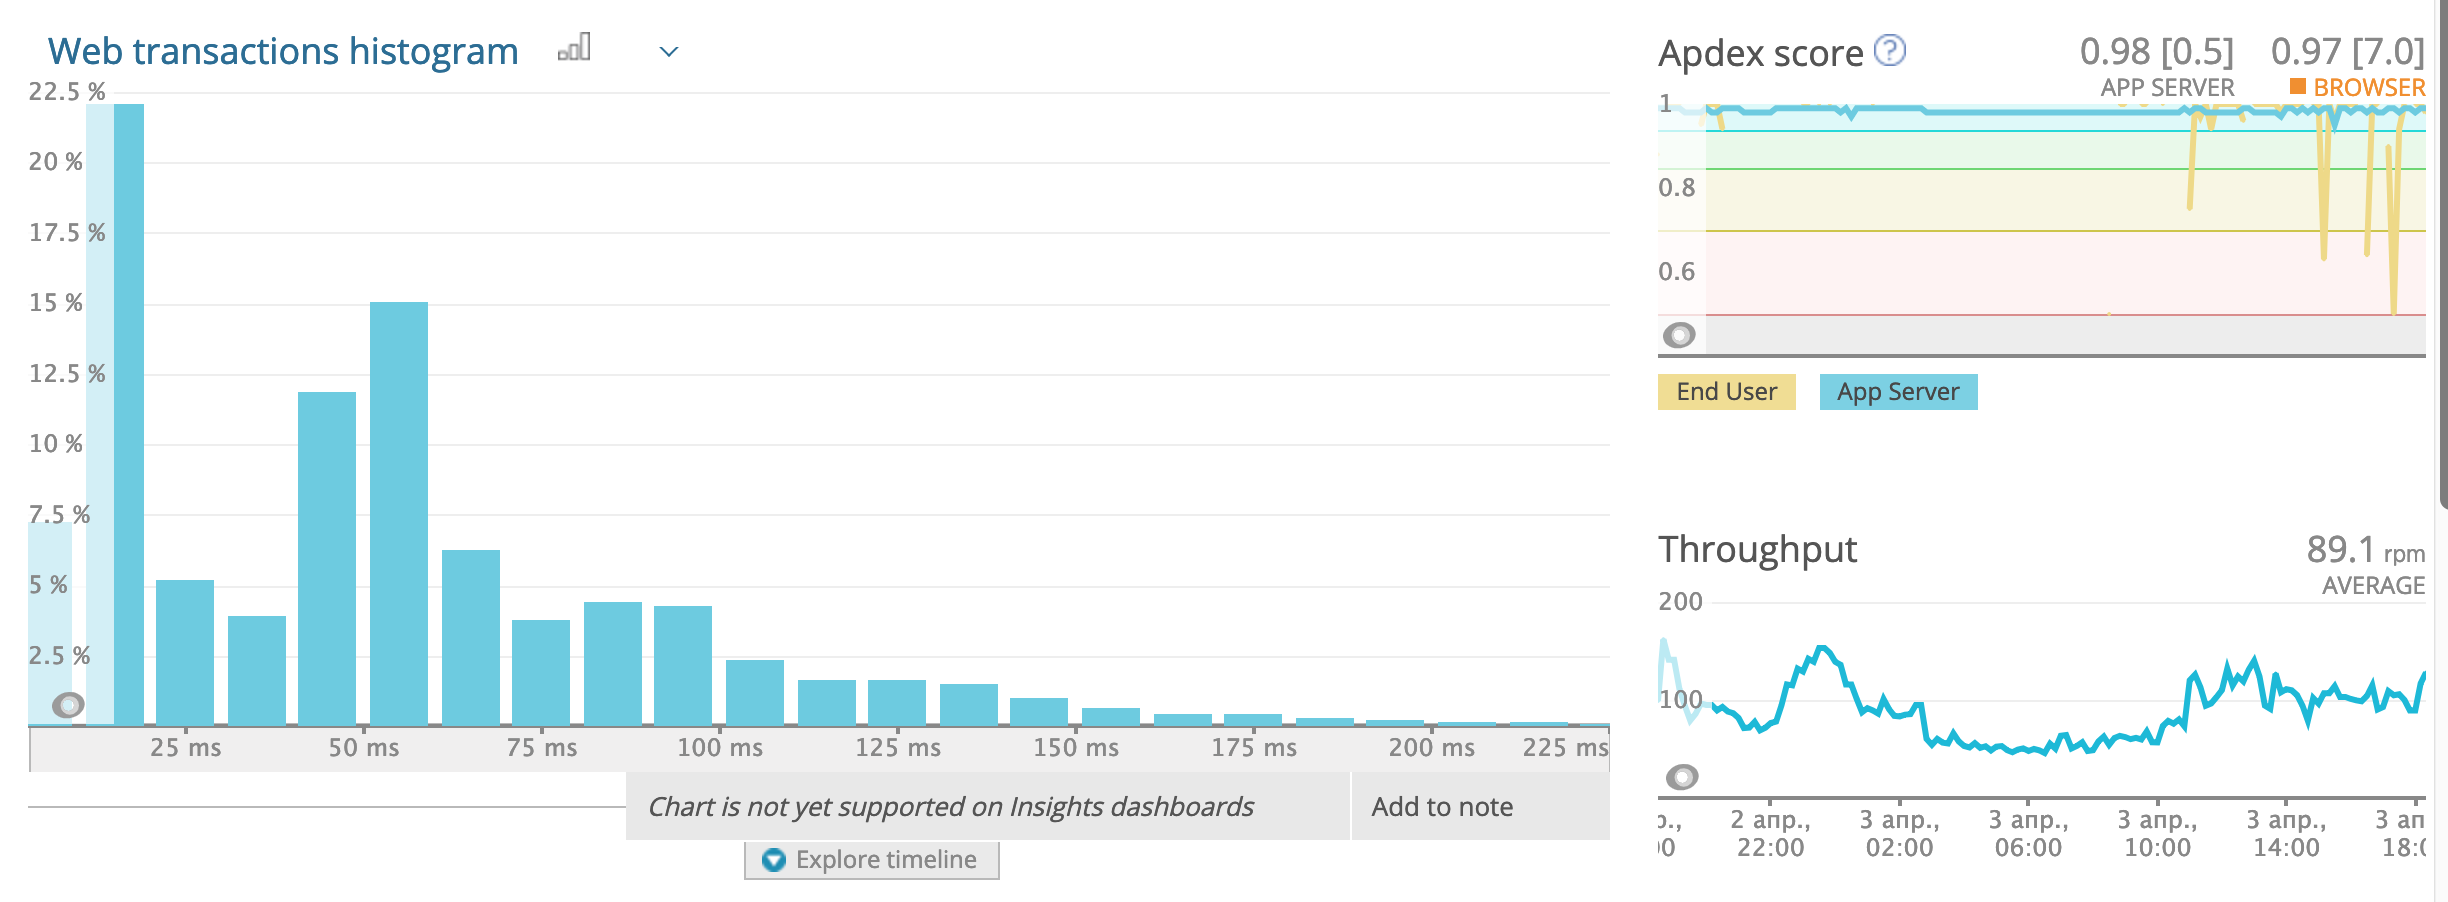 Web transactions histogram
22.5 %
20 %
17.5 %
15 %
12.5 %
10 %
7.5 %
5 %
2.5 %
25 ms
50 ms
75 ms
100 ms
125 ms
150 ms
175 ms
200 ms
225 ms
Chart is not yet supported on Insights dashboards
Add to note
Explore timeline
Apdex score ?
0.98 [0.5]
APP SERVER
0.97 [7.0]
BROWSER
1
0.8
0.6
End User
App Server
Throughput
89.1 rpm
AVERAGE
200
100
р.,
00
2 апр.,
22:00
3 апр.,
02:00
3 апр.,
06:00
3 апр.,
10:00
3 апр.,
14:00
3 ап
18:0